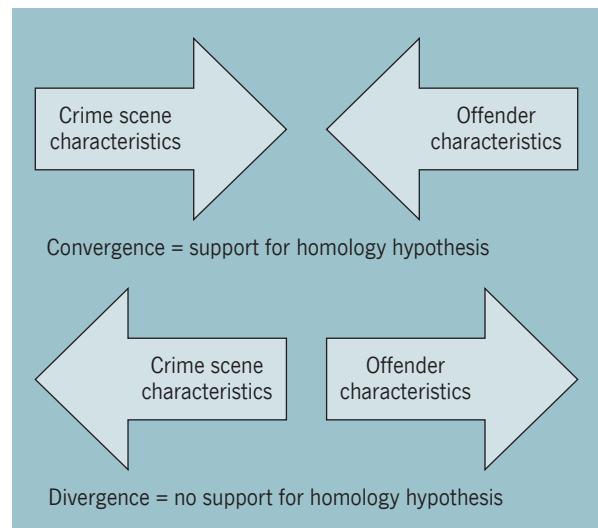 Crime scene
characteristics
Offender
characteristics
Convergence = support for homology hypothesis
Crime scene
characteristics
Offender
characteristics
Divergence = no support for homology hypothesis